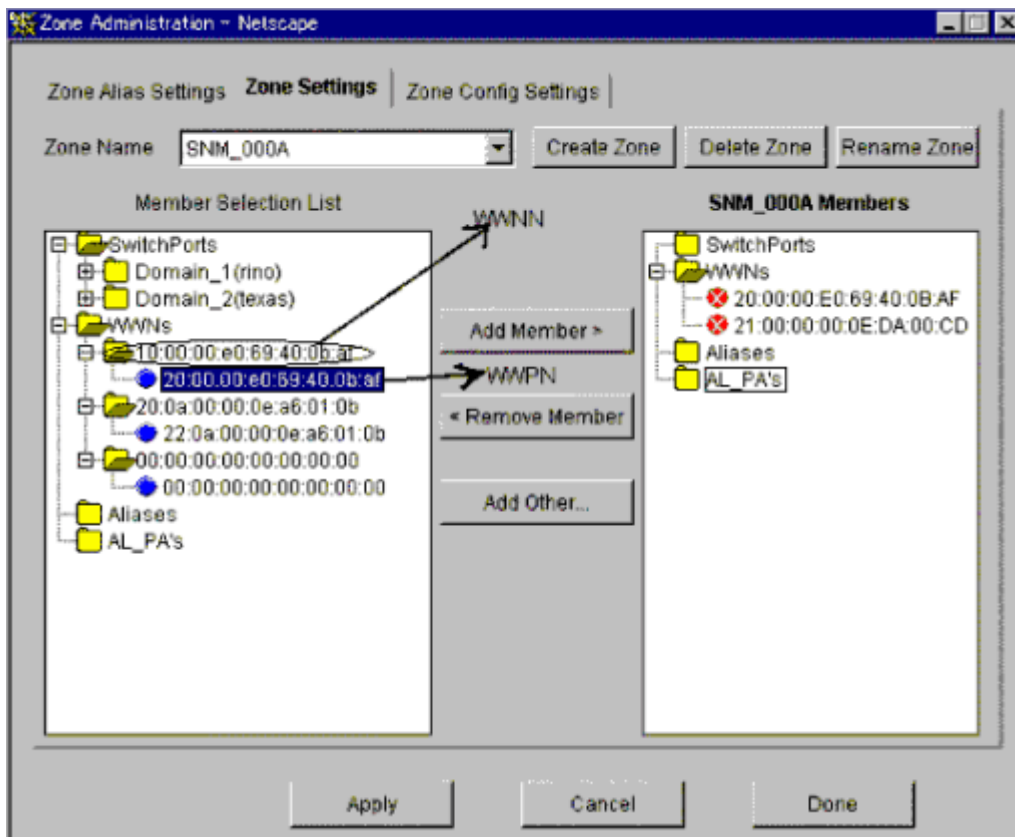 Zone Administration - Netscape
Zone Alias Settings Zone Settings Zone Config Settings
Zone Name SNM_000A Create Zone Delete Zone Rename Zone
Member Selection List
SwitchPorts
Domain_1(rino)
Domain_2(texas)
WWNs
10:00:00:e0:69:40:0b:af
20:00:00:e0:69:40:0b:af
20:0a:00:00:0e:a6:01:0b
22:0a:00:00:0e:a6:01:0b
00:00:00:00:00:00:00:00
00:00:00:00:00:00:00:00
Aliases
AL_PA's
WWNN
Add Member >
WWPN
< Remove Member
Add Other...
SNM_000A Members
SwitchPorts
WWNs
20:00:00:E0:69:40:0B:AF
21:00:00:00:0E:DA:00:CD
Aliases
AL_PA's
Apply Cancel Done